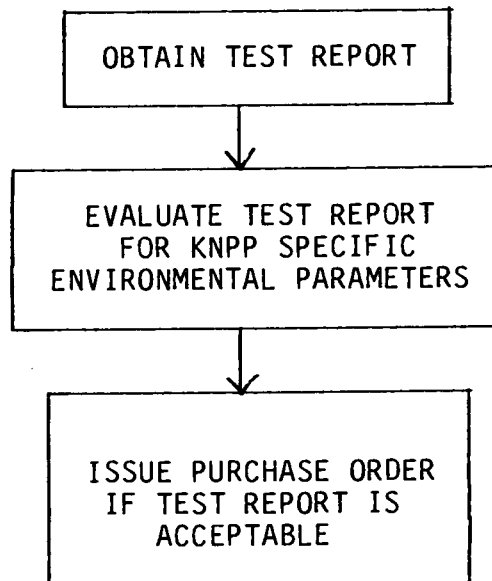 OBTAIN TEST REPORT
EVALUATE TEST REPORT
FOR KNPP SPECIFIC
ENVIRONMENTAL PARAMETERS
ISSUE PURCHASE ORDER
IF TEST REPORT IS
ACCEPTABLE